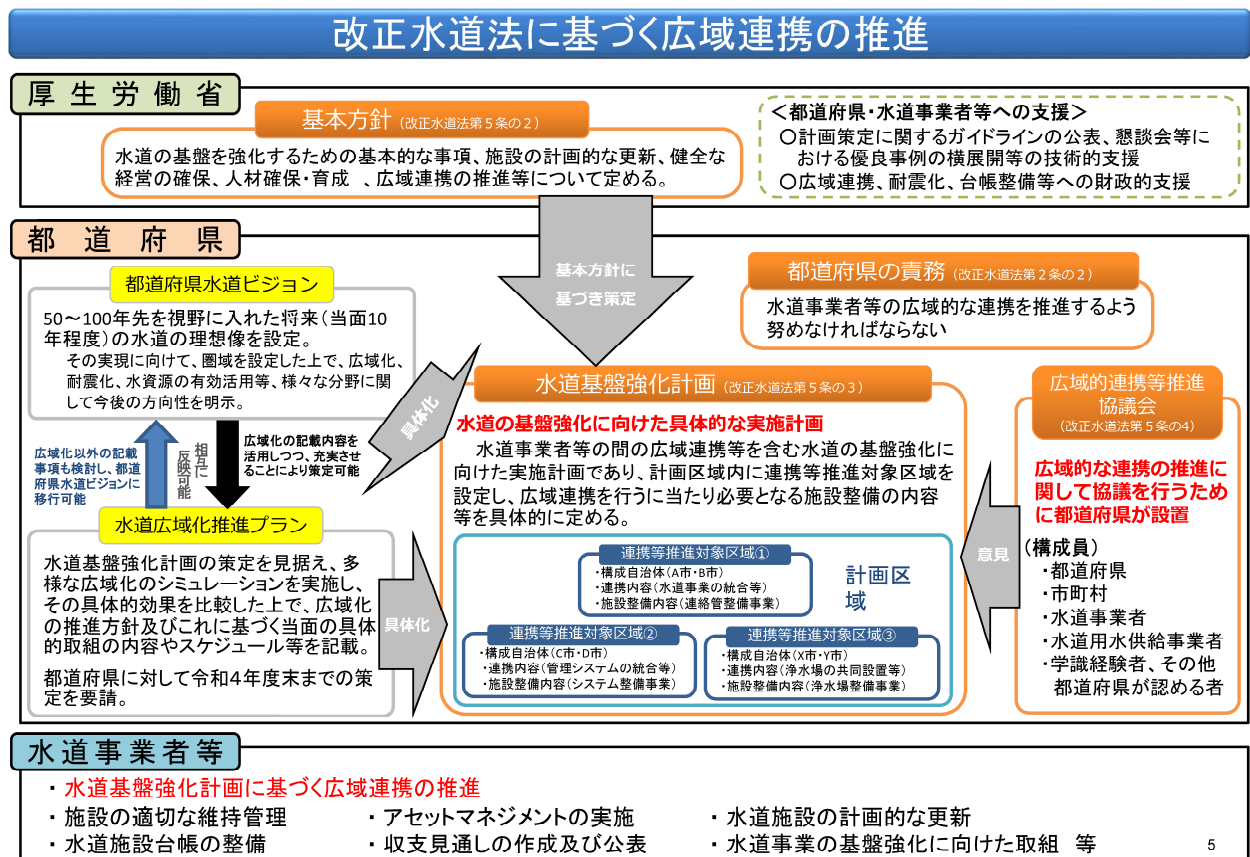 改正水道法に基づく広域連携の推進
厚生労働省
基本方針（改正水道法第５条の２）
水道の基盤を強化するための基本的な事項、施設の計画的な更新、健全な
経営の確保、人材確保・育成　、広域連携の推進等について定める。
＜都道府県・水道事業者等への支援＞
〇計画策定に関するガイドラインの公表、懇談会等に
おける優良事例の横展開等の技術的支援
〇広域連携、耐震化、台帳整備等への財政的支援
都道府県
基本方針に
基づき策定
都道府県水道ビジョン
50～100年先を視野に入れた将来（当面10
年程度）の水道の理想像を設定。
その実現に向けて、圏域を設定した上で、広域化、
耐震化、水資源の有効活用等、様々な分野に関
して今後の方向性を明示。
都道府県の責務（改正水道法第２条の２）
水道事業者等の広域的な連携を推進するよう
努めなければならない
具体化
広域化以外の記載
事項も検討し、都道
府県水道ビジョンに
移行可能
相互に
反映可能
広域化の記載内容を
活用しつつ、充実させ
ることにより策定可能
水道広域化推進プラン
水道基盤強化計画の策定を見据え、多
様な広域化のシミュレーションを実施し、
その具体的効果を比較した上で、広域化
の推進方針及びこれに基づく当面の具体
的取組の内容やスケジュール等を記載。
都道府県に対して令和４年度末までの策
定を要請。
具体化
水道基盤強化計画（改正水道法第５条の３）
水道の基盤強化に向けた具体的な実施計画
水道事業者等の間の広域連携等を含む水道の基盤強化に
向けた実施計画であり、計画区域内に連携等推進対象区域を
設定し、広域連携を行うに当たり必要となる施設整備の内容
等を具体的に定める。
連携等推進対象区域①
・構成自治体（A市・B市）
・連携内容（水道事業の統合等）
・施設整備内容（連絡管整備事業）
計画区
域
連携等推進対象区域②
・構成自治体（C市・D市）
・連携内容（管理システムの統合等）
・施設整備内容（システム整備事業）
連携等推進対象区域③
・構成自治体（X市・Y市）
・連携内容（浄水場の共同設置等）
・施設整備内容（浄水場整備事業）
意見
広域的連携等推進
協議会
（改正水道法第５条の4）
広域的な連携の推進に
関して協議を行うため
に都道府県が設置
（構成員）
・都道府県
・市町村
・水道事業者
・水道用水供給事業者
・学識経験者、その他
都道府県が認める者
水道事業者等
・水道基盤強化計画に基づく広域連携の推進
・施設の適切な維持管理　・アセットマネジメントの実施　・水道施設の計画的な更新
・水道施設台帳の整備　・収支見通しの作成及び公表　・水道事業の基盤強化に向けた取組　等
5